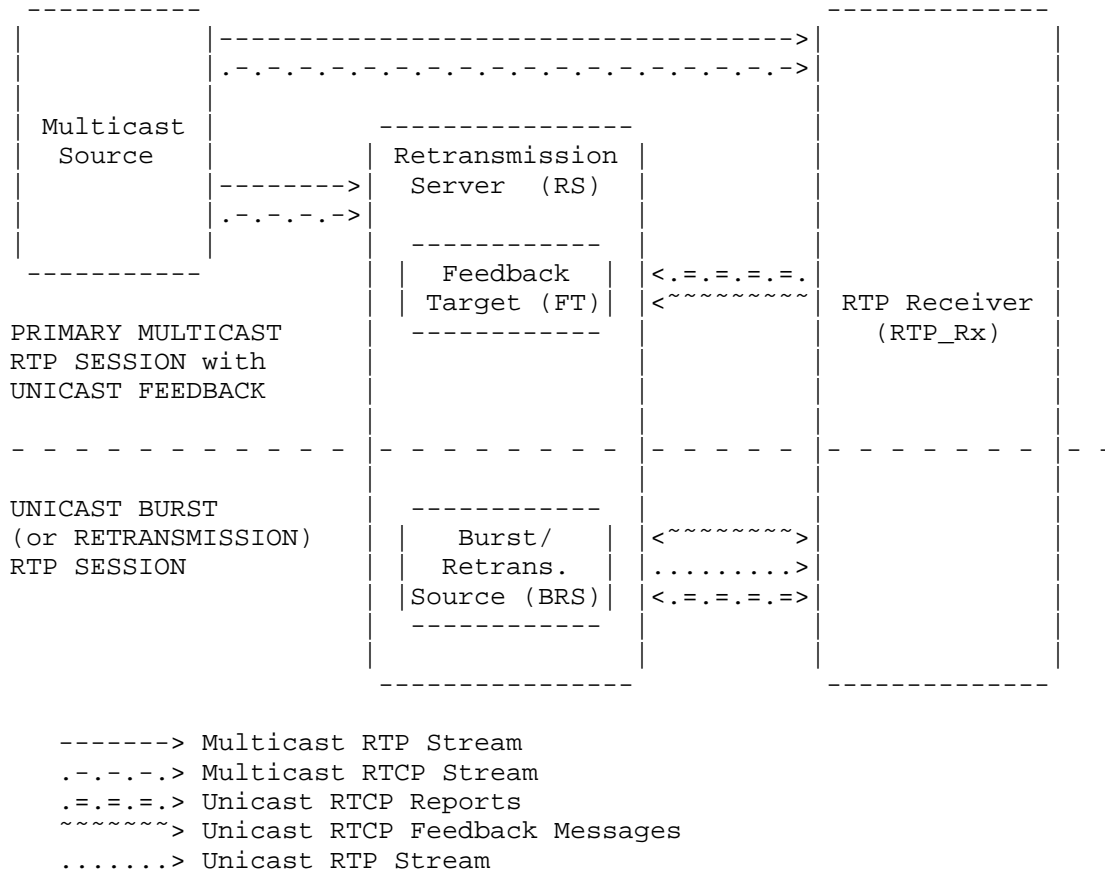 Multicast
Source
Retransmission
Server (RS)
Feedback
Target (FT)
RTP Receiver
(RTP_Rx)
PRIMARY MULTICAST
RTP SESSION with
UNICAST FEEDBACK
UNICAST BURST
(or RETRANSMISSION)
RTP SESSION
Burst/
Retrans.
Source (BRS)
-------> Multicast RTP Stream
.-.-.-.> Multicast RTCP Stream
.=.=.=.> Unicast RTCP Reports
~~~~~~~> Unicast RTCP Feedback Messages
.......> Unicast RTP Stream